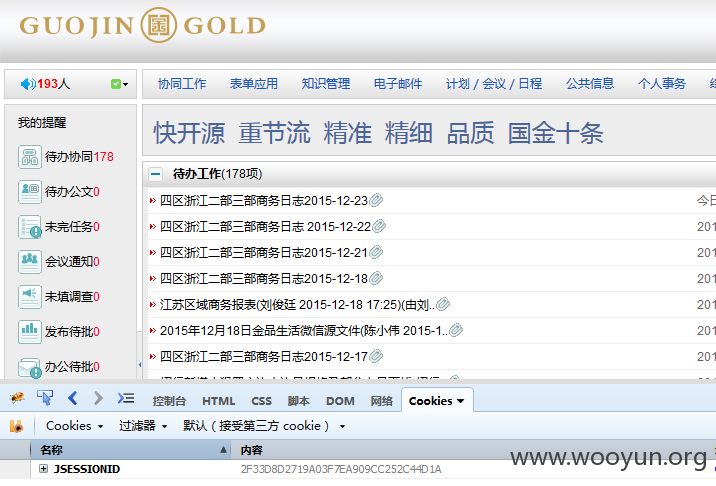 GUOJIN 国 GOLD
193人
协同工作 表单应用 知识管理 电子邮件 计划 / 会议 / 日程 公共信息 个人事务
我的提醒
待办协同178
待办公文0
未完任务0
会议通知0
未填调查0
发布待批0
办公待批0
快开源 重节流 精准 精细 品质 国金十条
待办工作(178项)
四区浙江二部三部商务日志2015-12-23 今日
四区浙江二部三部商务日志 2015-12-22 201
四区浙江二部三部商务日志2015-12-21 201
四区浙江二部三部商务日志2015-12-18 201
江苏区域商务报表(刘俊廷 2015-12-18 17:25)(由刘.. 201
2015年12月18日金品生活微信源文件(陈小伟 2015-1.. 201
四区浙江二部三部商务日志2015-12-17 201
控制台 HTML CSS 脚本 DOM 网络 Cookies
Cookies 过滤器 默认（接受第三方 cookie）
名称 内容
JSESSIONID 2F33D8D2719A03F7EA909CC252C44D1A
www.wooyun.org